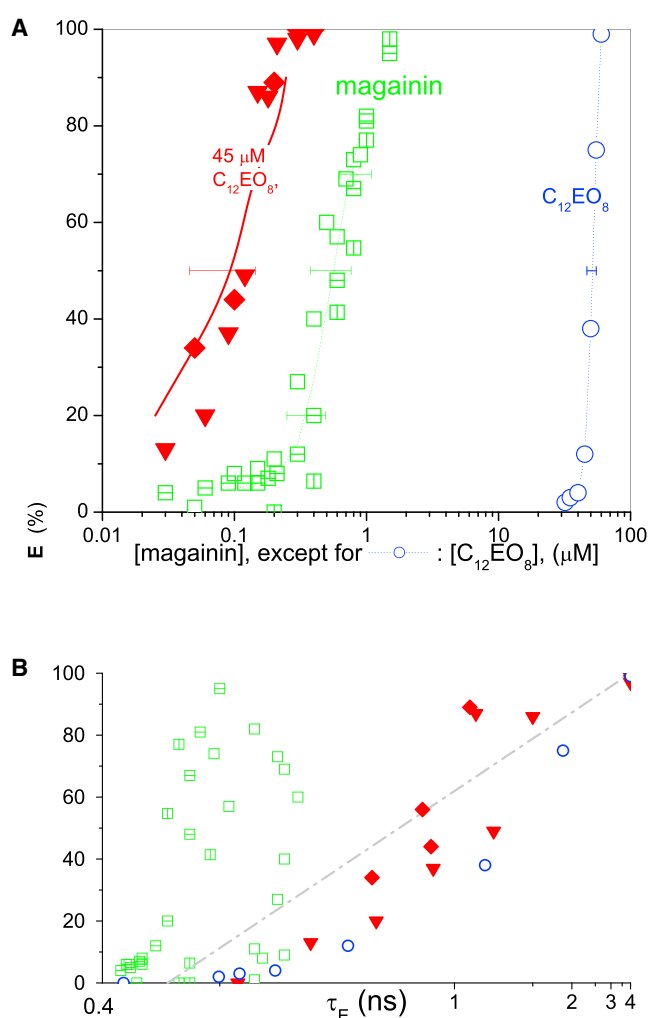 A
100
80
60
40
20
0
E (%)
magainin
45 μM
C₁₂EO₈,
C₁₂EO₈
0.01 0.1 1 10 100
[magainin], except for : [C₁₂EO₈], (μM)
B
100
80
60
40
20
0
0.4 1 2 3 4
τ_F (ns)